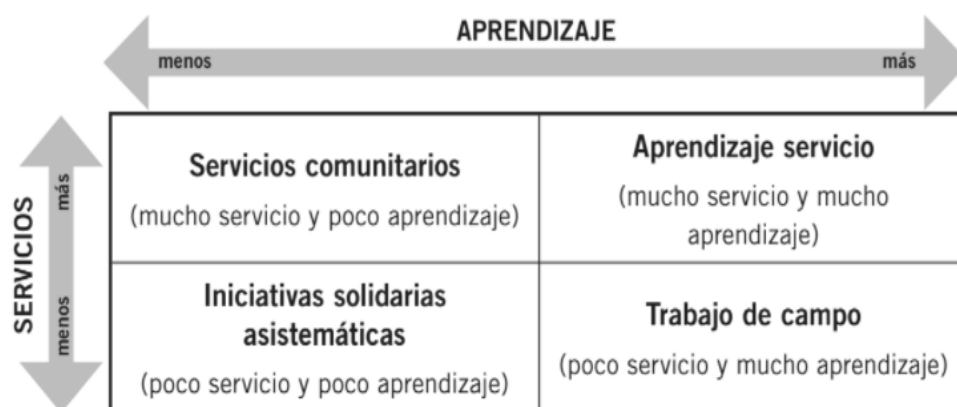 APRENDIZAJE
menos
más
SERVICIOS
más
menos
Servicios comunitarios
(mucho servicio y poco aprendizaje)
Aprendizaje servicio
(mucho servicio y mucho
aprendizaje)
Iniciativas solidarias
asistemáticas
(poco servicio y poco aprendizaje)
Trabajo de campo
(poco servicio y mucho aprendizaje)